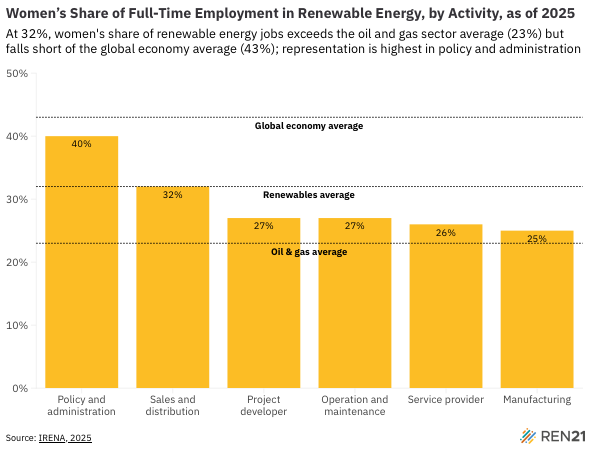 Women's Share of Full-Time Employment in Renewable Energy, by Activity, as of 2025
At 32%, women's share of renewable energy jobs exceeds the oil and gas sector average (23%) but
falls short of the global economy average (43%); representation is highest in policy and administration
50%
Global economy average
40%
40%
Renewables average
32%
30%
27%
27%
26%
25%
Oil & gas average
20%
10%
0%
Policy and
administration
Sales and
distribution
Project
developer
Operation and
maintenance
Service provider
Manufacturing
Source: IRENA, 2025
REN21